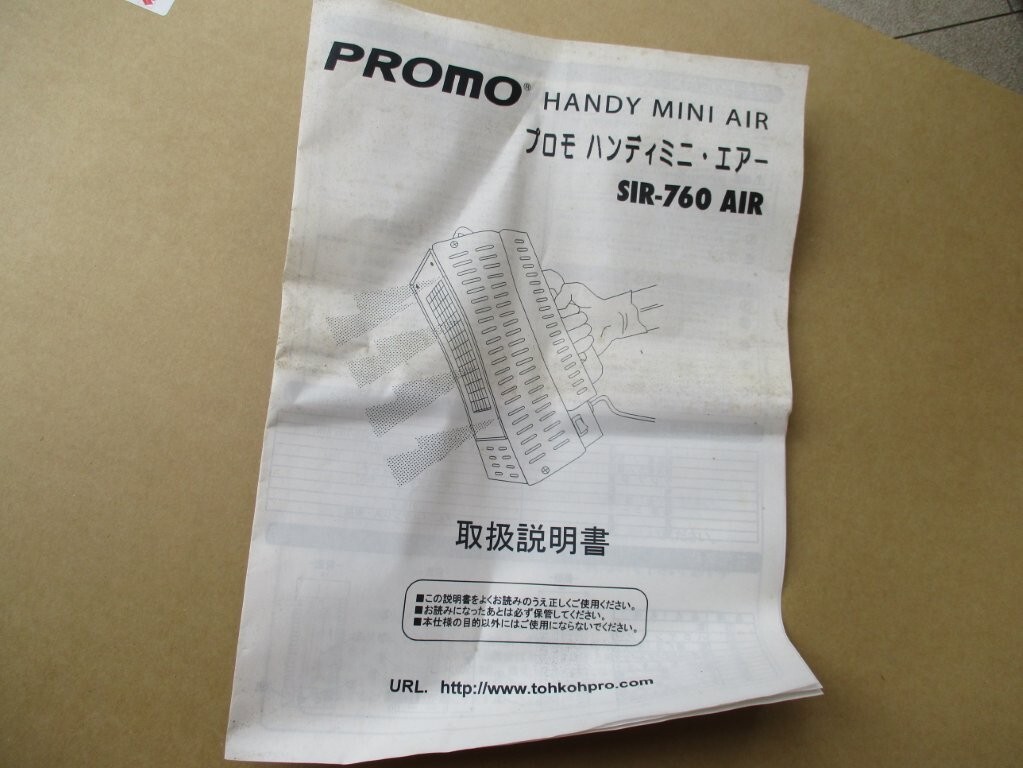 PROMO® HANDY MINI AIR
プロモ ハンディミニ・エアー
SIR-760 AIR
取扱説明書
■この説明書をよくお読みのうえ正しくご使用ください。
■お読みになったあとは必ず保管してください。
■本仕様の目的以外にはご使用にならないでください。
URL. http://www.tohkohpro.com